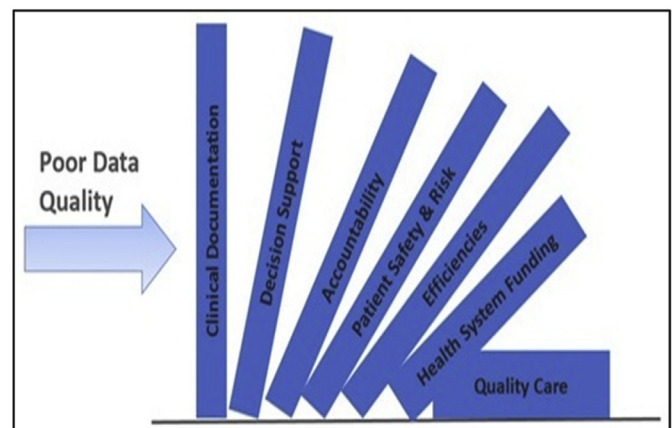 Poor Data
Quality
Clinical Documentation
Decision Support
Accountability
Patient Safety & Risk
Efficiencies
Health System Funding
Quality Care